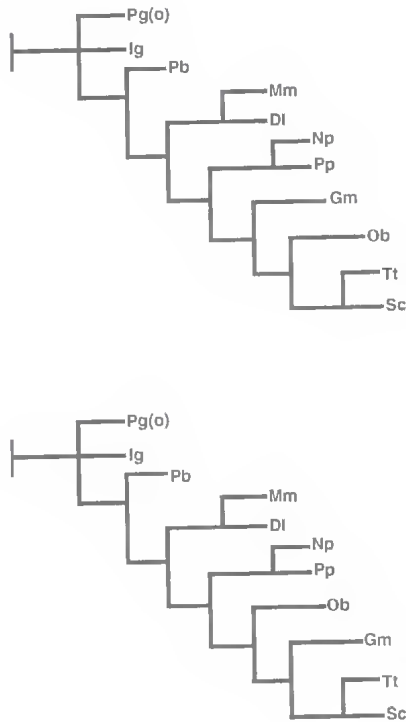 Pg(o)
Ig
Pb
Mm
Dl
Np
Pp
Gm
Ob
Tt
Sc
Pg(o)
Ig
Pb
Mm
Dl
Np
Pp
Ob
Gm
Tt
Sc